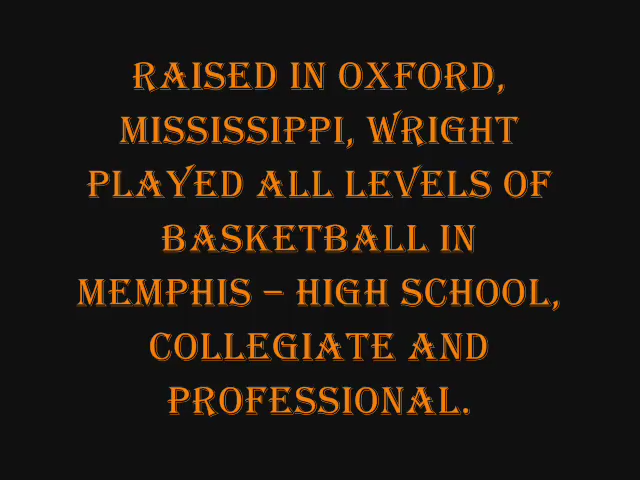 RAISED IN OXFORD,
MISSISSIPPI, WRIGHT
PLAYED ALL LEVELS OF
BASKETBALL IN
MEMPHIS – HIGH SCHOOL,
COLLEGIATE AND
PROFESSIONAL.